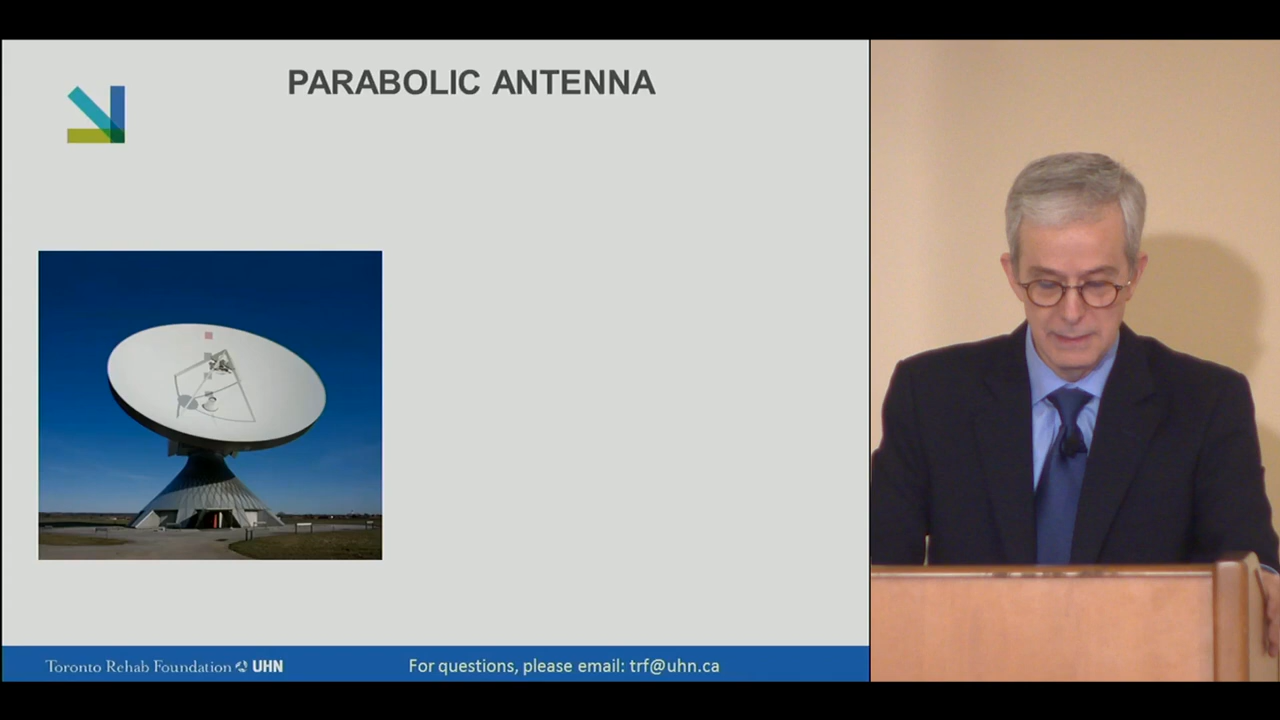 PARABOLIC ANTENNA
Toronto Rehab Foundation UHN
For questions, please email: trf@uhn.ca